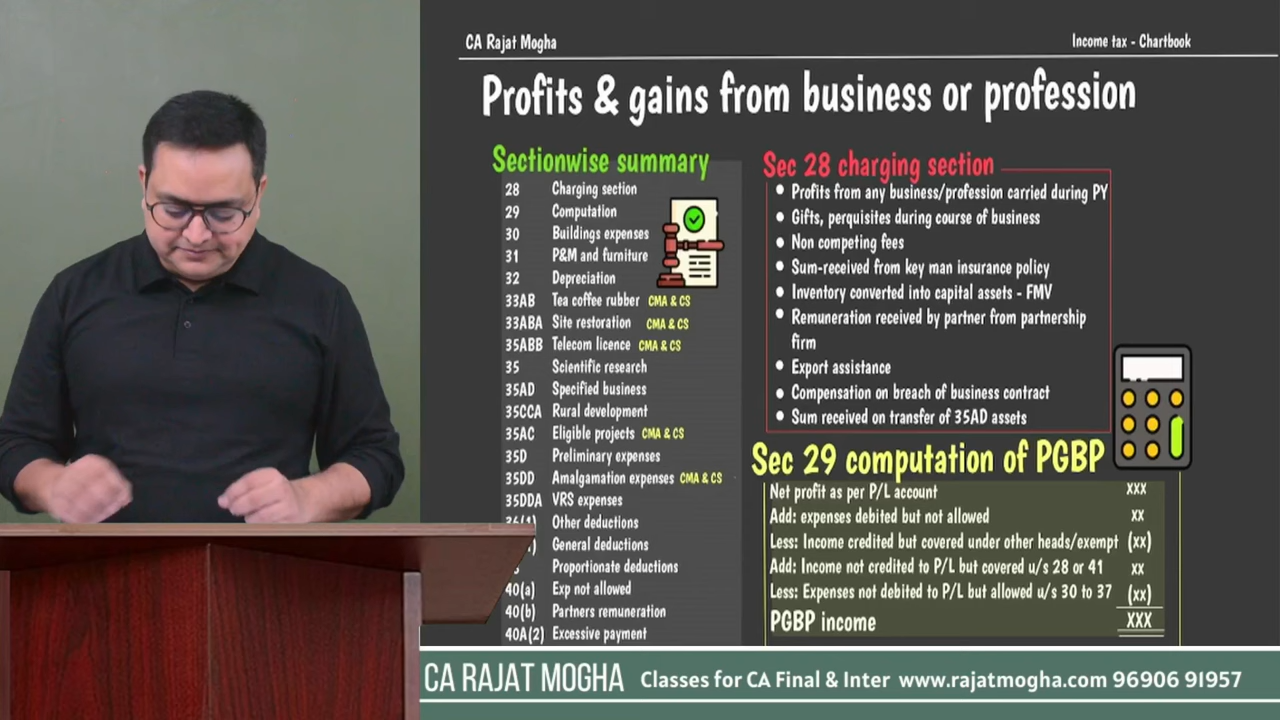 CA Rajat Mogha
Income tax - Chartbook
Profits & gains from business or profession
Sectionwise summary
28 Charging section
29 Computation
30 Buildings expenses
31 P&M and furniture
32 Depreciation
33AB Tea coffee rubber CMA & CS
33ABA Site restoration CMA & CS
35ABB Telecom licence CMA & CS
35 Scientific research
35AD Specified business
35CCA Rural development
35AC Eligible projects CMA & CS
35D Preliminary expenses
35DD Amalgamation expenses CMA & CS
35DDA VRS expenses
36(1) Other deductions
General deductions
Proportionate deductions
40(a) Exp not allowed
40(b) Partners remuneration
40A(2) Excessive payment
Sec 28 charging section
Profits from any business/profession carried during PY
Gifts, perquisites during course of business
Non competing fees
Sum-received from key man insurance policy
Inventory converted into capital assets - FMV
Remuneration received by partner from partnership
firm
Export assistance
Compensation on breach of business contract
Sum received on transfer of 35AD assets
Sec 29 computation of PGBP
Net profit as per P/L account XXX
Add: expenses debited but not allowed xx
Less: Income credited but covered under other heads/exempt (xx)
Add: Income not credited to P/L but covered u/s 28 or 41 xx
Less: Expenses not debited to P/L but allowed u/s 30 to 37 (xx)
PGBP income XXX
CA RAJAT MOGHA Classes for CA Final & Inter www.rajatmogha.com 96906 91957